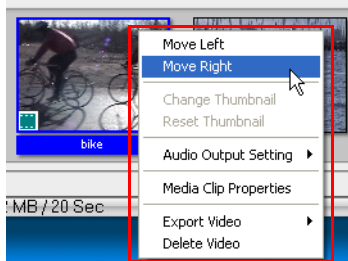 Move Left
Move Right
Change Thumbnail
Reset Thumbnail
bike
Audio Output Setting
Media Clip Properties
MB / 20 Sec
Export Video
Delete Video